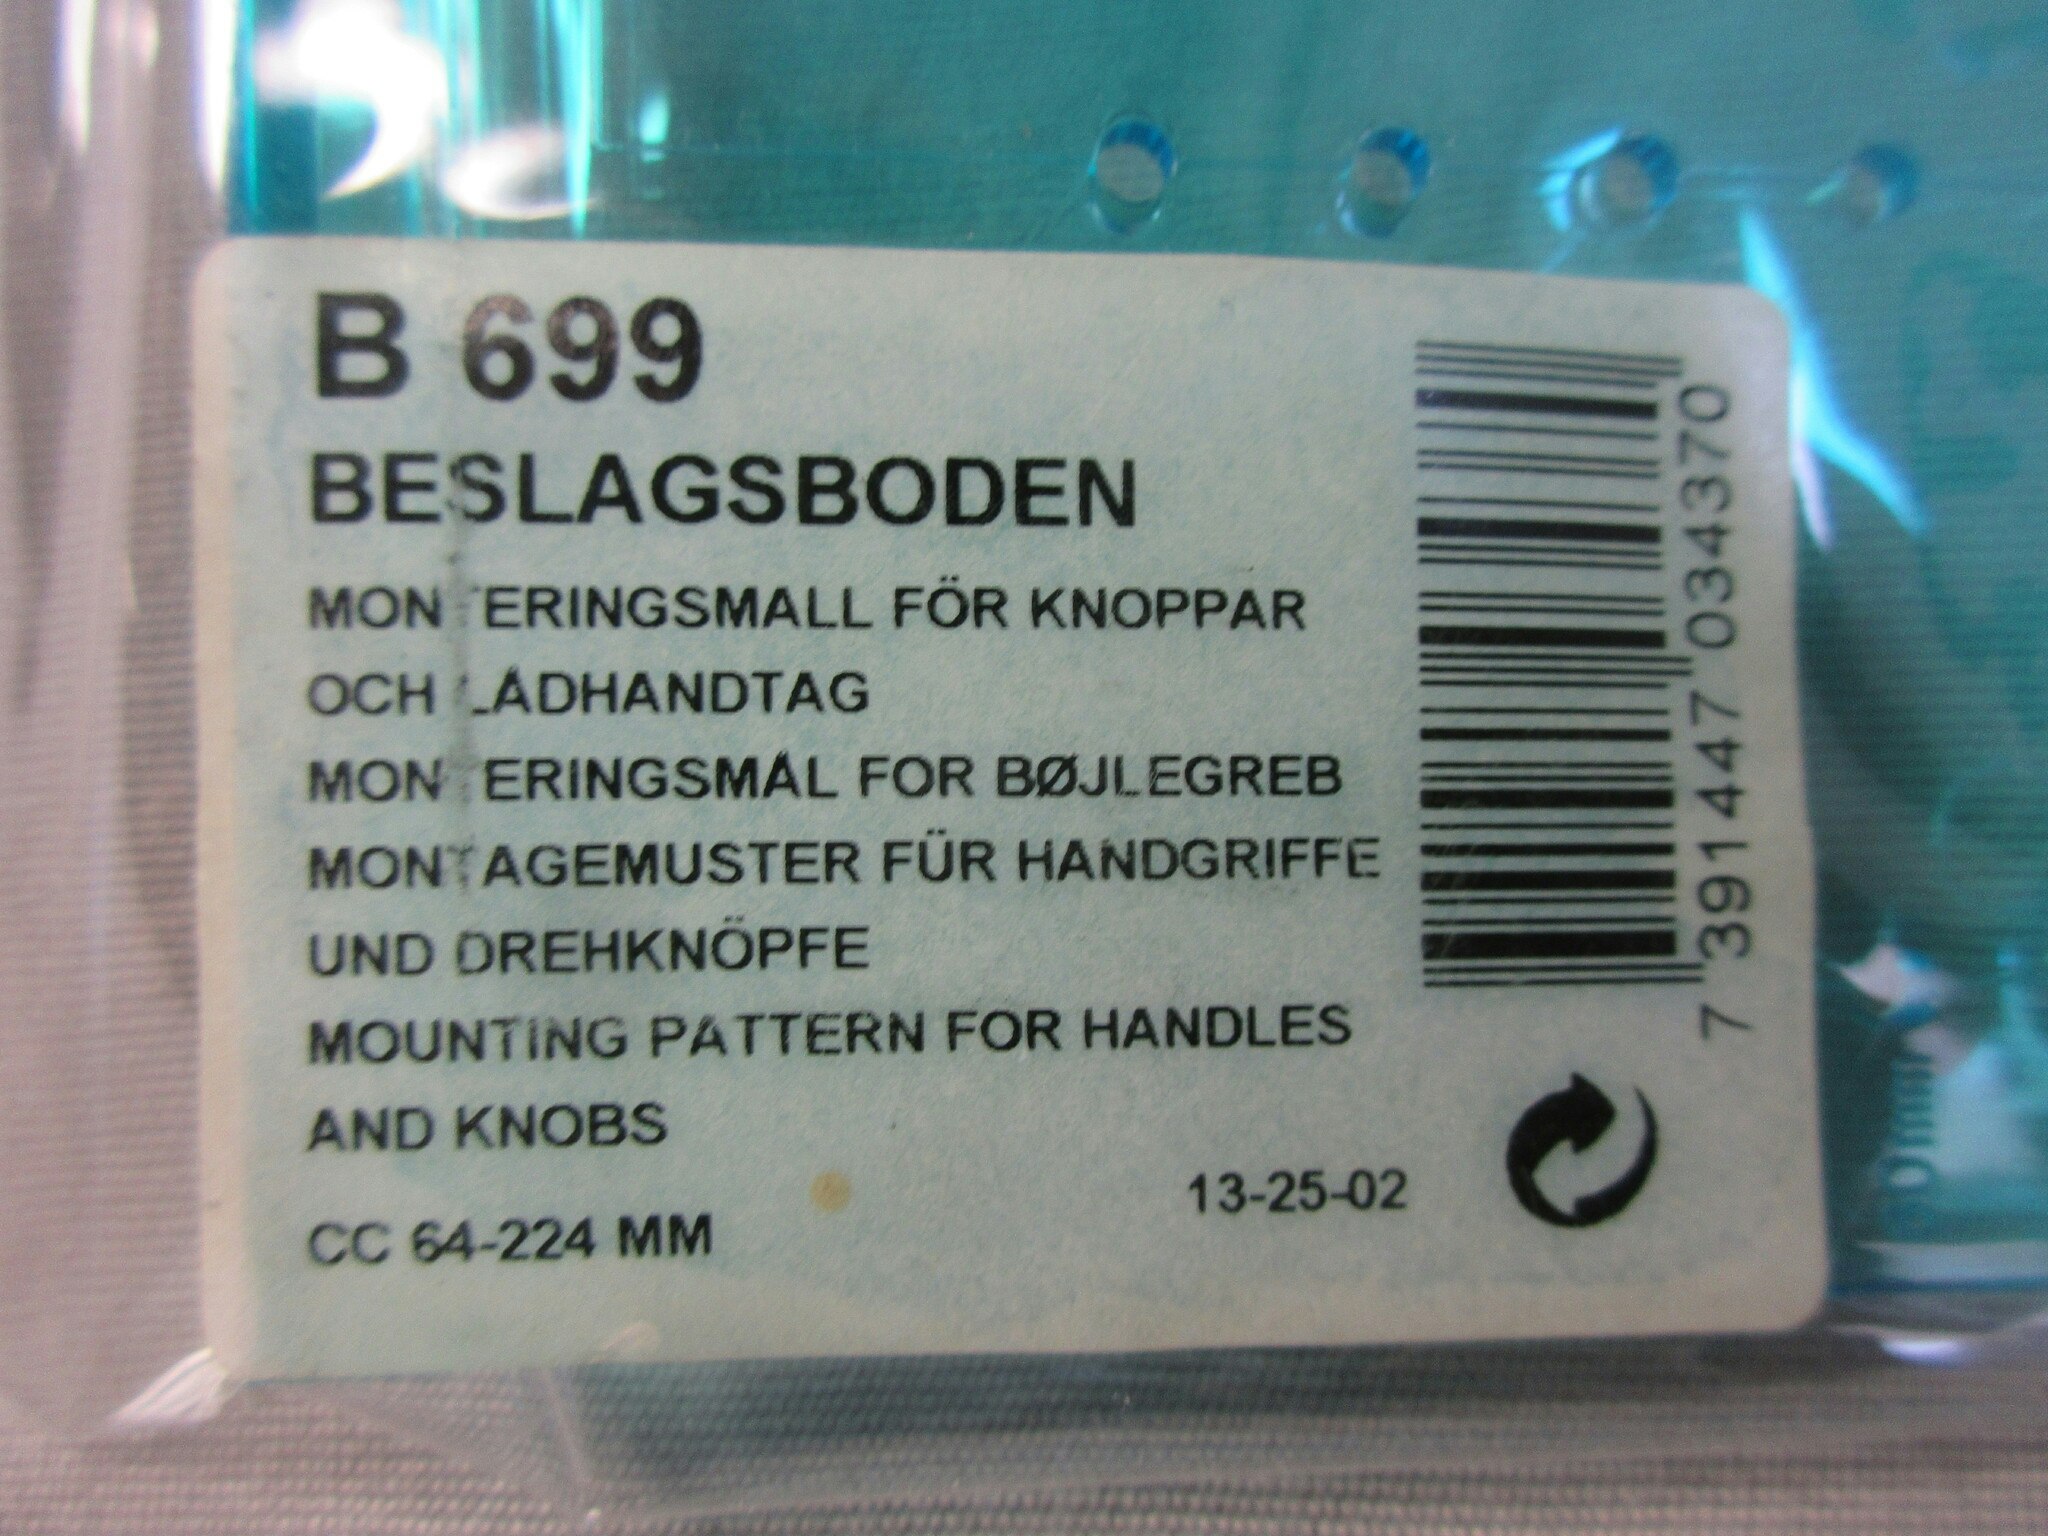 B 699
BESLAGSBODEN
MONTERINGSMALL FÖR KNOPPAR
OCH LÅDHANDTAG
MONTERINGSMÅL FOR BØJLEGREB
MONTAGEMUSTER FÜR HANDGRIFFE
UND DREHKNÖPFE
MOUNTING PATTERN FOR HANDLES
AND KNOBS
CC 64-224 MM
13-25-02
7 391447 034370